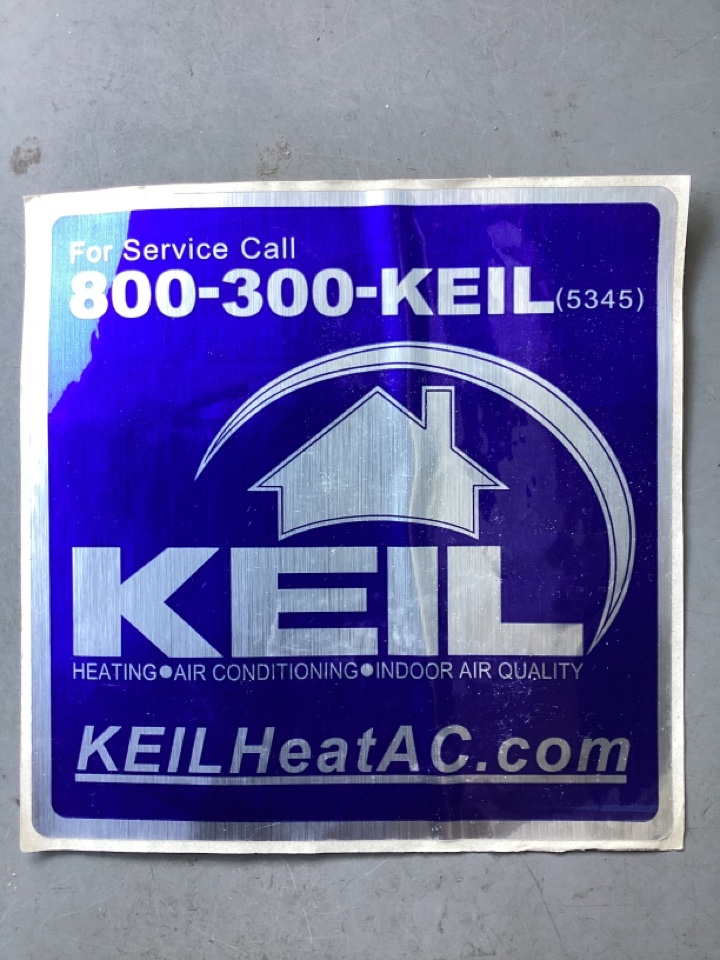 For Service Call
800-300-KEIL(5345)
KEIL
HEATING●AIR CONDITIONING●INDOOR AIR QUALITY
KEILHeatAC.com